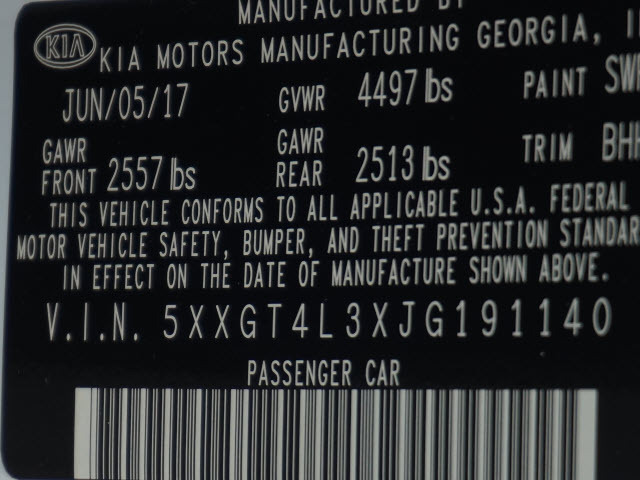 MANUFACTURED BY
KIA KIA MOTORS MANUFACTURING GEORGIA,
JUN/05/17 GVWR 4497 lbs PAINT
GAWR FRONT 2557 lbs GAWR REAR 2513 lbs TRIM
THIS VEHICLE CONFORMS TO ALL APPLICABLE U.S.A. FEDERAL
MOTOR VEHICLE SAFETY, BUMPER, AND THEFT PREVENTION STANDAR
IN EFFECT ON THE DATE OF MANUFACTURE SHOWN ABOVE.
V.I.N. 5XXGT4L3XJG191140
PASSENGER CAR